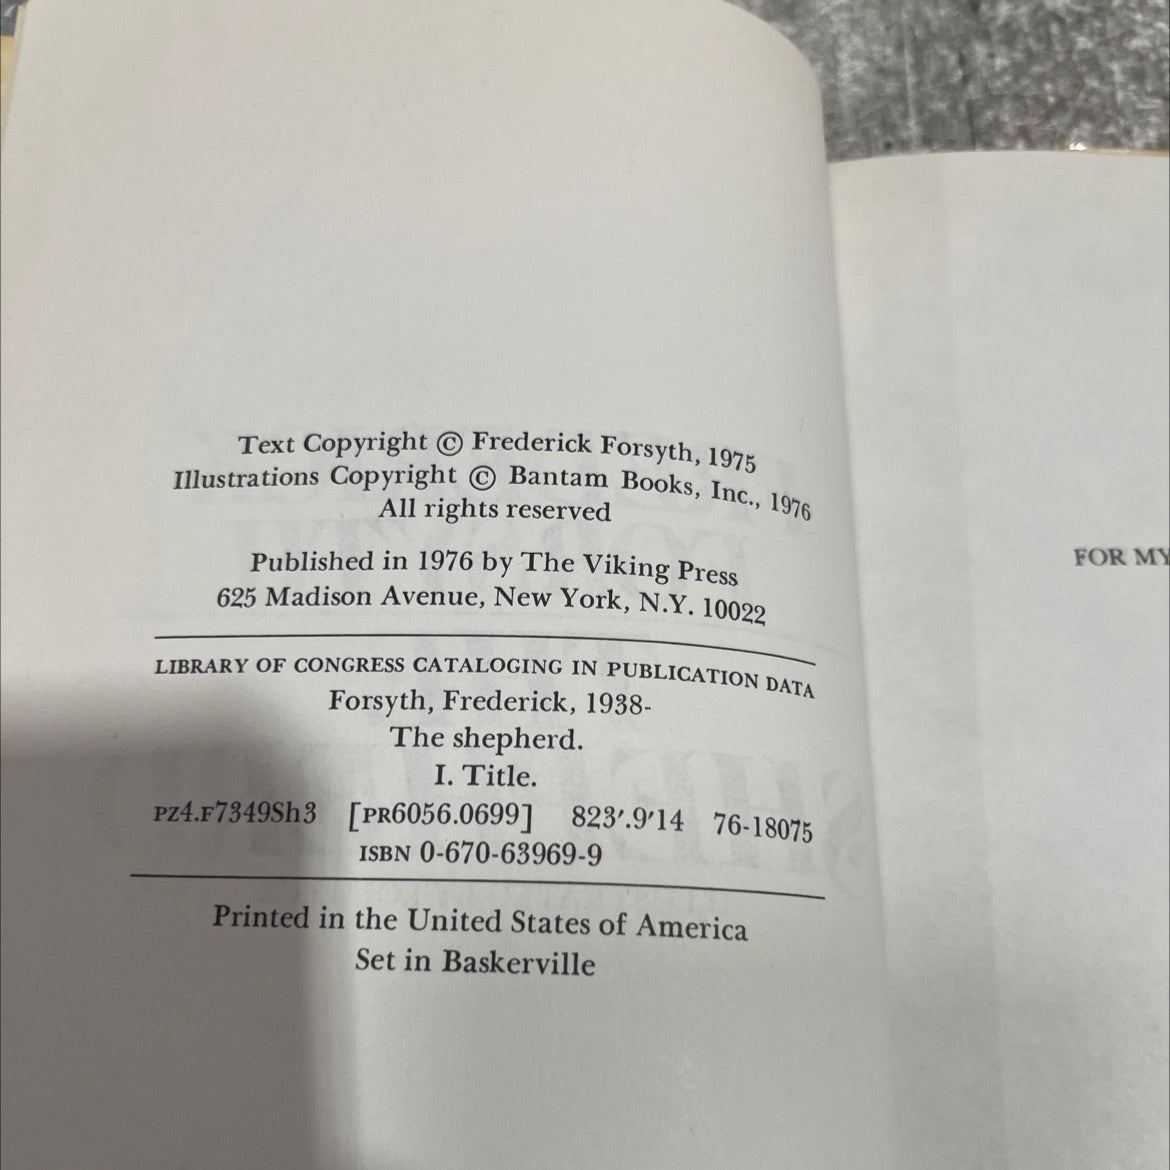 Text Copyright © Frederick Forsyth, 1975
Illustrations Copyright © Bantam Books, Inc., 1976
All rights reserved
Published in 1976 by The Viking Press
625 Madison Avenue, New York, N.Y. 10022
LIBRARY OF CONGRESS CATALOGING IN PUBLICATION DATA
Forsyth, Frederick, 1938-
The shepherd.
I. Title.
PZ4.F7349Sh3 [PR6056.0699] 823'.9'14 76-18075
ISBN 0-670-63969-9
Printed in the United States of America
Set in Baskerville
FOR MY